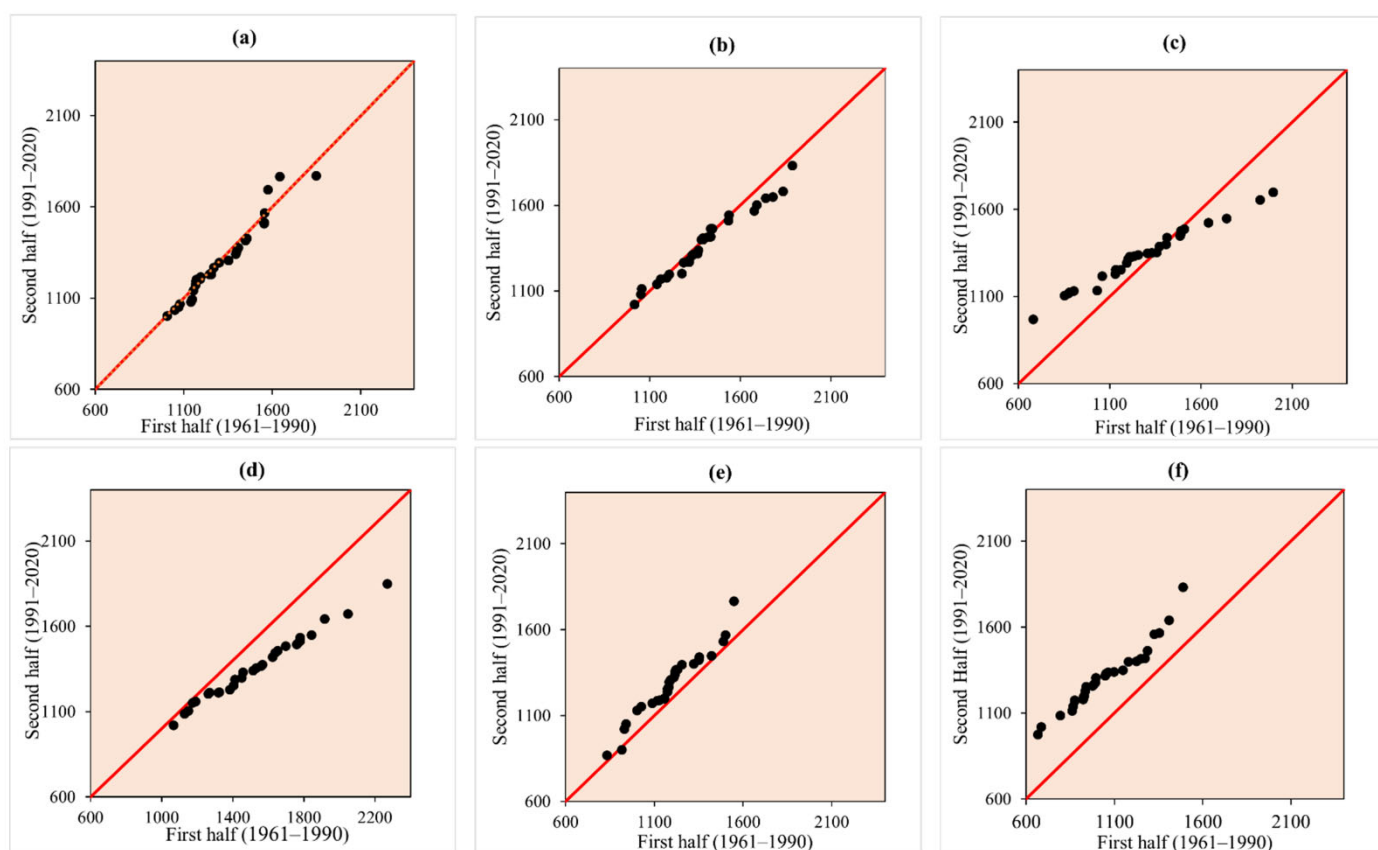 (a)
Second half (1991–2020)
2100
1600
1100
600
600 1100 1600 2100
First half (1961–1990)
(b)
Second half (1991–2020)
2100
1600
1100
600
600 1100 1600 2100
First half (1961–1990)
(c)
Second half (1991–2020)
2100
1600
1100
600
600 1100 1600 2100
First half (1961–1990)
(d)
Second half (1991–2020)
2100
1600
1100
600
600 1000 1400 1800 2200
First half (1961–1990)
(e)
Second half (1991–2020)
2100
1600
1100
600
600 1100 1600 2100
First half (1961–1990)
(f)
Second Half (1991–2020)
2100
1600
1100
600
600 1100 1600 2100
First half (1961–1990)